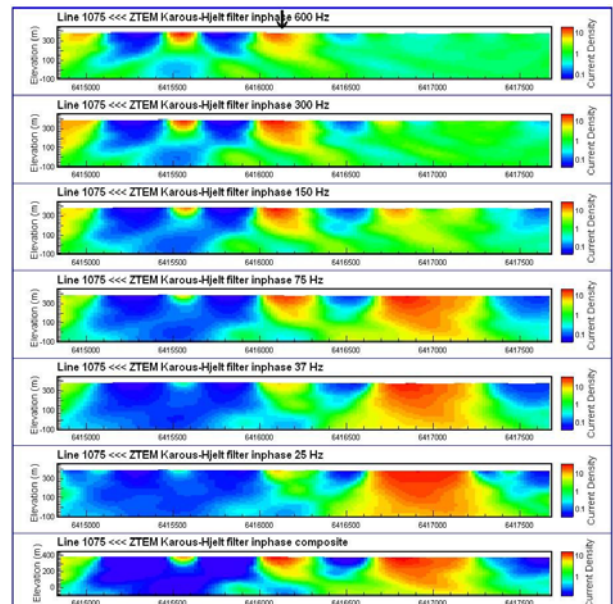 Line 1075 <<< ZTEM Karous-Hjelt filter inphase 600 Hz
Elevation (m)
300
100
-100
6415000 6415500 6416000 6416500 6417000 6417500
10
1
0.1
Current Density
Line 1075 <<< ZTEM Karous-Hjelt filter inphase 300 Hz
Elevation (m)
300
100
-100
6415000 6415500 6416000 6416500 6417000 6417500
10
1
0.1
Current Density
Line 1075 <<< ZTEM Karous-Hjelt filter inphase 150 Hz
Elevation (m)
300
100
-100
6415000 6415500 6416000 6416500 6417000 6417500
10
1
0.1
Current Density
Line 1075 <<< ZTEM Karous-Hjelt filter inphase 75 Hz
Elevation (m)
300
100
-100
6415000 6415500 6416000 6416500 6417000 6417500
10
1
0.1
Current Density
Line 1075 <<< ZTEM Karous-Hjelt filter inphase 37 Hz
Elevation (m)
300
100
-100
6415000 6415500 6416000 6416500 6417000 6417500
10
1
0.1
Current Density
Line 1075 <<< ZTEM Karous-Hjelt filter inphase 25 Hz
Elevation (m)
300
100
-100
6415000 6415500 6416000 6416500 6417000 6417500
10
1
0.1
Current Density
Line 1075 <<< ZTEM Karous-Hjelt filter inphase composite
Elevation (m)
400
200
0
6415000 6415500 6416000 6416500 6417000 6417500
10
1
0.1
Current Density